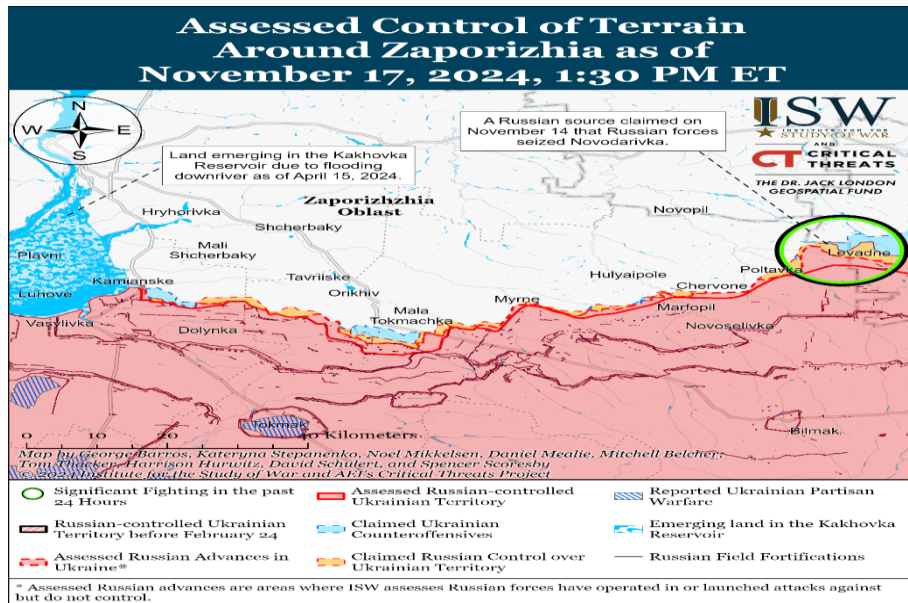 Assessed Control of Terrain
Around Zaporizhia as of
November 17, 2024, 1:30 PM ET
N
W
E
S
A Russian source claimed on
November 14 that Russian forces
seized Novodarivka.
ISW
INSTITUTE FOR THE
STUDY OF WAR
AND
CT CRITICAL
THREATS
THE DR. JACK LONDON
GEOSPATIAL FUND
Land emerging in the Kakhovka
Reservoir due to flooding
downriver as of April 15, 2024.
Zaporizhzhia
Oblast
Hryhorivka
Novopil
Shcherbaky
Mali
Shcherbaky
Plavni
Levadne
Tavriiske
Hulyaipole
Poltavka
Kamianske
Orikhiv
Chervone
Luhove
Myrne
Mala
Tokmachka
Marfopil
Vasylivka
Dolynka
Novoselivka
Tokmak
Bilmak
0
20
40 Kilometers
Map by George Barros, Kateryna Stepanenko, Noel Mikkelsen, Daniel Mealie, Mitchell Belcher,
Tom Thacker, Harrison Hurwitz, David Schulert, and Spencer Scoresby
© 2024 Institute for the Study of War and AEI's Critical Threats Project
Significant Fighting in the past
24 Hours
Assessed Russian-controlled
Ukrainian Territory
Reported Ukrainian Partisan
Warfare
Russian-controlled Ukrainian
Territory before February 24
Claimed Ukrainian
Counteroffensives
Emerging land in the Kakhovka
Reservoir
Assessed Russian Advances in
Ukraine*
Claimed Russian Control over
Ukrainian Territory
Russian Field Fortifications
* Assessed Russian advances are areas where ISW assesses Russian forces have operated in or launched attacks against
but do not control.